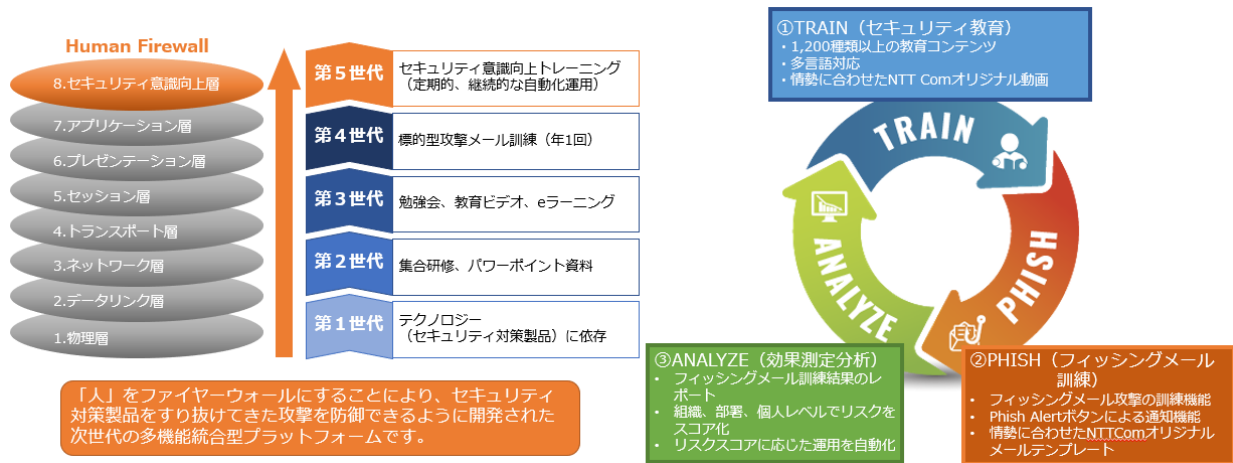 Human Firewall
8.セキュリティ意識向上層
7.アプリケーション層
6.プレゼンテーション層
5.セッション層
4.トランスポート層
3.ネットワーク層
2.データリンク層
1.物理層
第５世代
セキュリティ意識向上トレーニング
（定期的、継続的な自動化運用）
第４世代
標的型攻撃メール訓練（年1回）
第３世代
勉強会、教育ビデオ、eラーニング
第２世代
集合研修、パワーポイント資料
第１世代
テクノロジー
（セキュリティ対策製品）に依存
「人」をファイヤーウォールにすることにより、セキュリティ
対策製品をすり抜けてきた攻撃を防御できるように開発された
次世代の多機能統合型プラットフォームです。
①TRAIN（セキュリティ教育）
・1,200種類以上の教育コンテンツ
・多言語対応
・情勢に合わせたNTT Comオリジナル動画
TRAIN
PHISH
ANALYZE
③ANALYZE（効果測定分析）
• フィッシングメール訓練結果のレ
ポート
• 組織、部署、個人レベルでリスクを
スコア化
• リスクスコアに応じた運用を自動化
②PHISH（フィッシングメール
訓練）
• フィッシングメール攻撃の訓練機能
• Phish Alertボタンによる通知機能
• 情勢に合わせたNTTComオリジナル
メールテンプレート